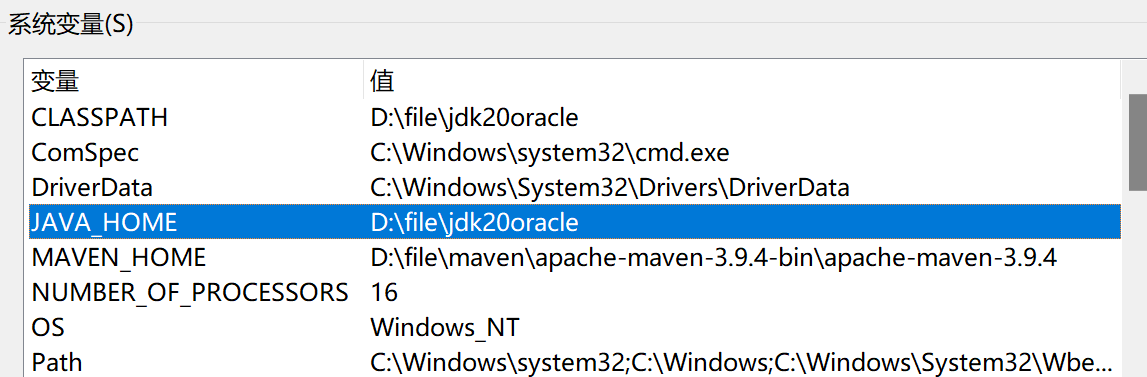 系统变量(S)
变量 值
CLASSPATH D:\file\jdk20oracle
ComSpec C:\Windows\system32\cmd.exe
DriverData C:\Windows\System32\Drivers\DriverData
JAVA_HOME D:\file\jdk20oracle
MAVEN_HOME D:\file\maven\apache-maven-3.9.4-bin\apache-maven-3.9.4
NUMBER_OF_PROCESSORS 16
OS Windows_NT
Path C:\Windows\system32;C:\Windows;C:\Windows\System32\Wbe...